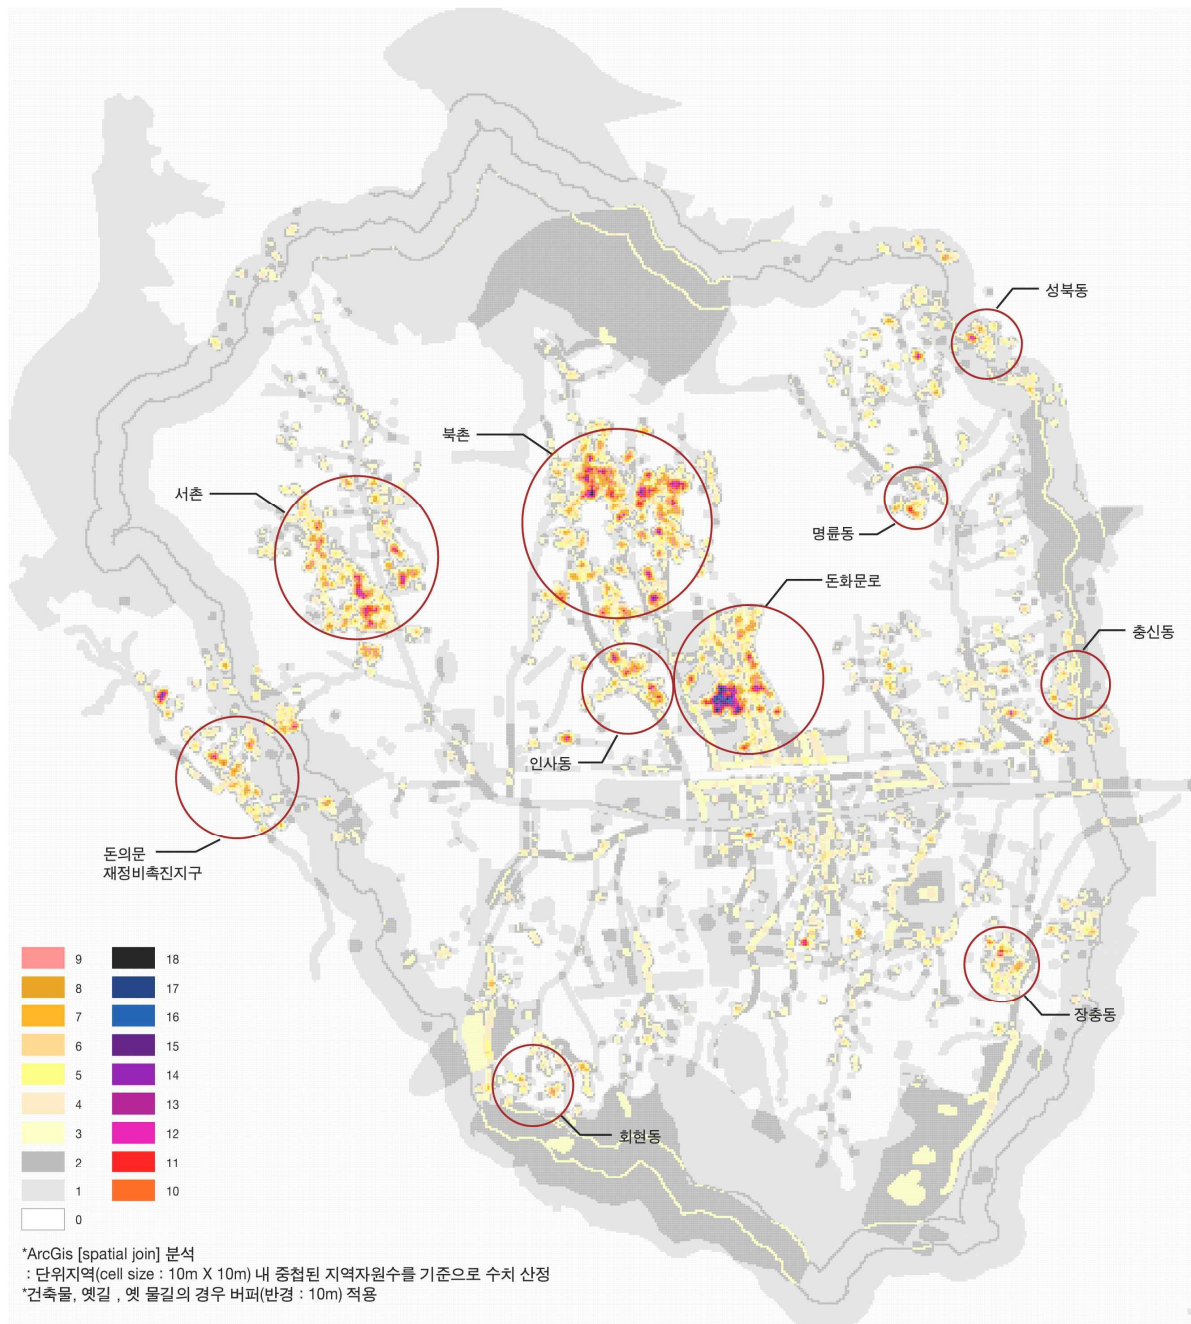 성북동
북촌
서촌
명륜동
돈화문로
충신동
인사동
돈의문
재정비촉진지구
장충동
회현동
9 18
8 17
7 16
6 15
5 14
4 13
3 12
2 11
1 10
0
*ArcGis [spatial join] 분석
: 단위지역(cell size : 10m X 10m) 내 중첩된 지역자원수를 기준으로 수치 산정
*건축물, 옛길 , 옛 물길의 경우 버퍼(반경 : 10m) 적용